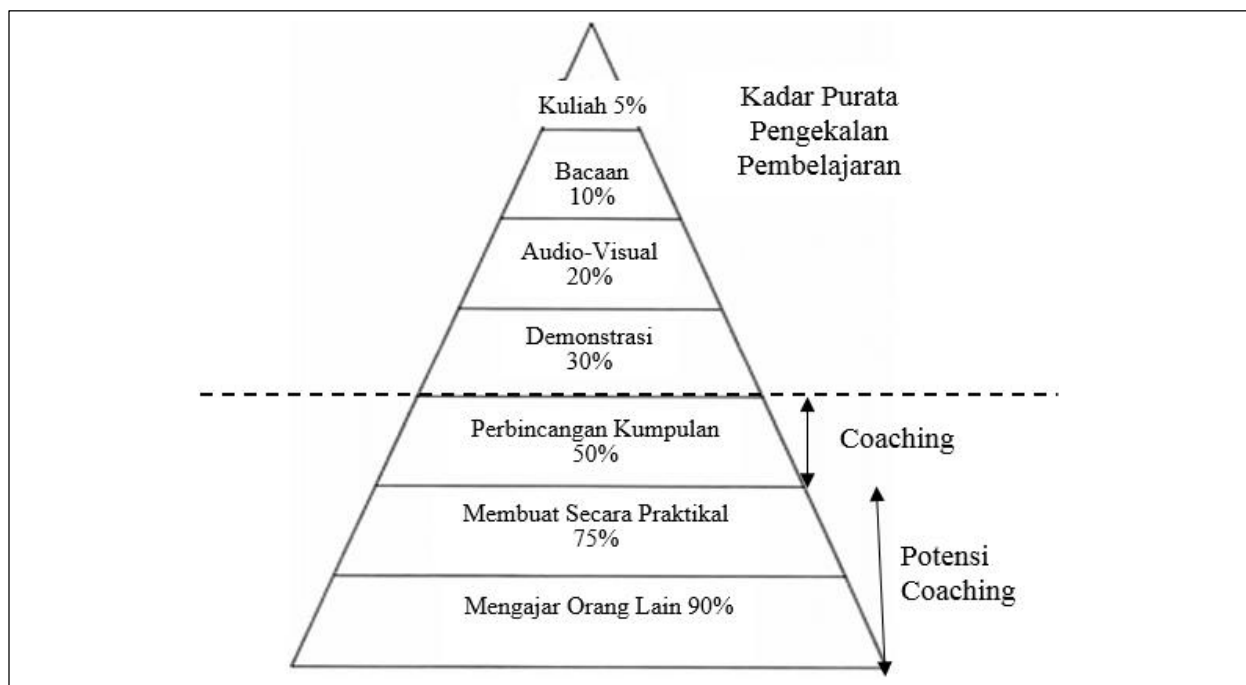 Kuliah 5%
Kadar Purata
Pengekalan
Pembelajaran
Bacaan
10%
Audio-Visual
20%
Demonstrasi
30%
Perbincangan Kumpulan
50%
Coaching
Membuat Secara Praktikal
75%
Potensi
Coaching
Mengajar Orang Lain 90%